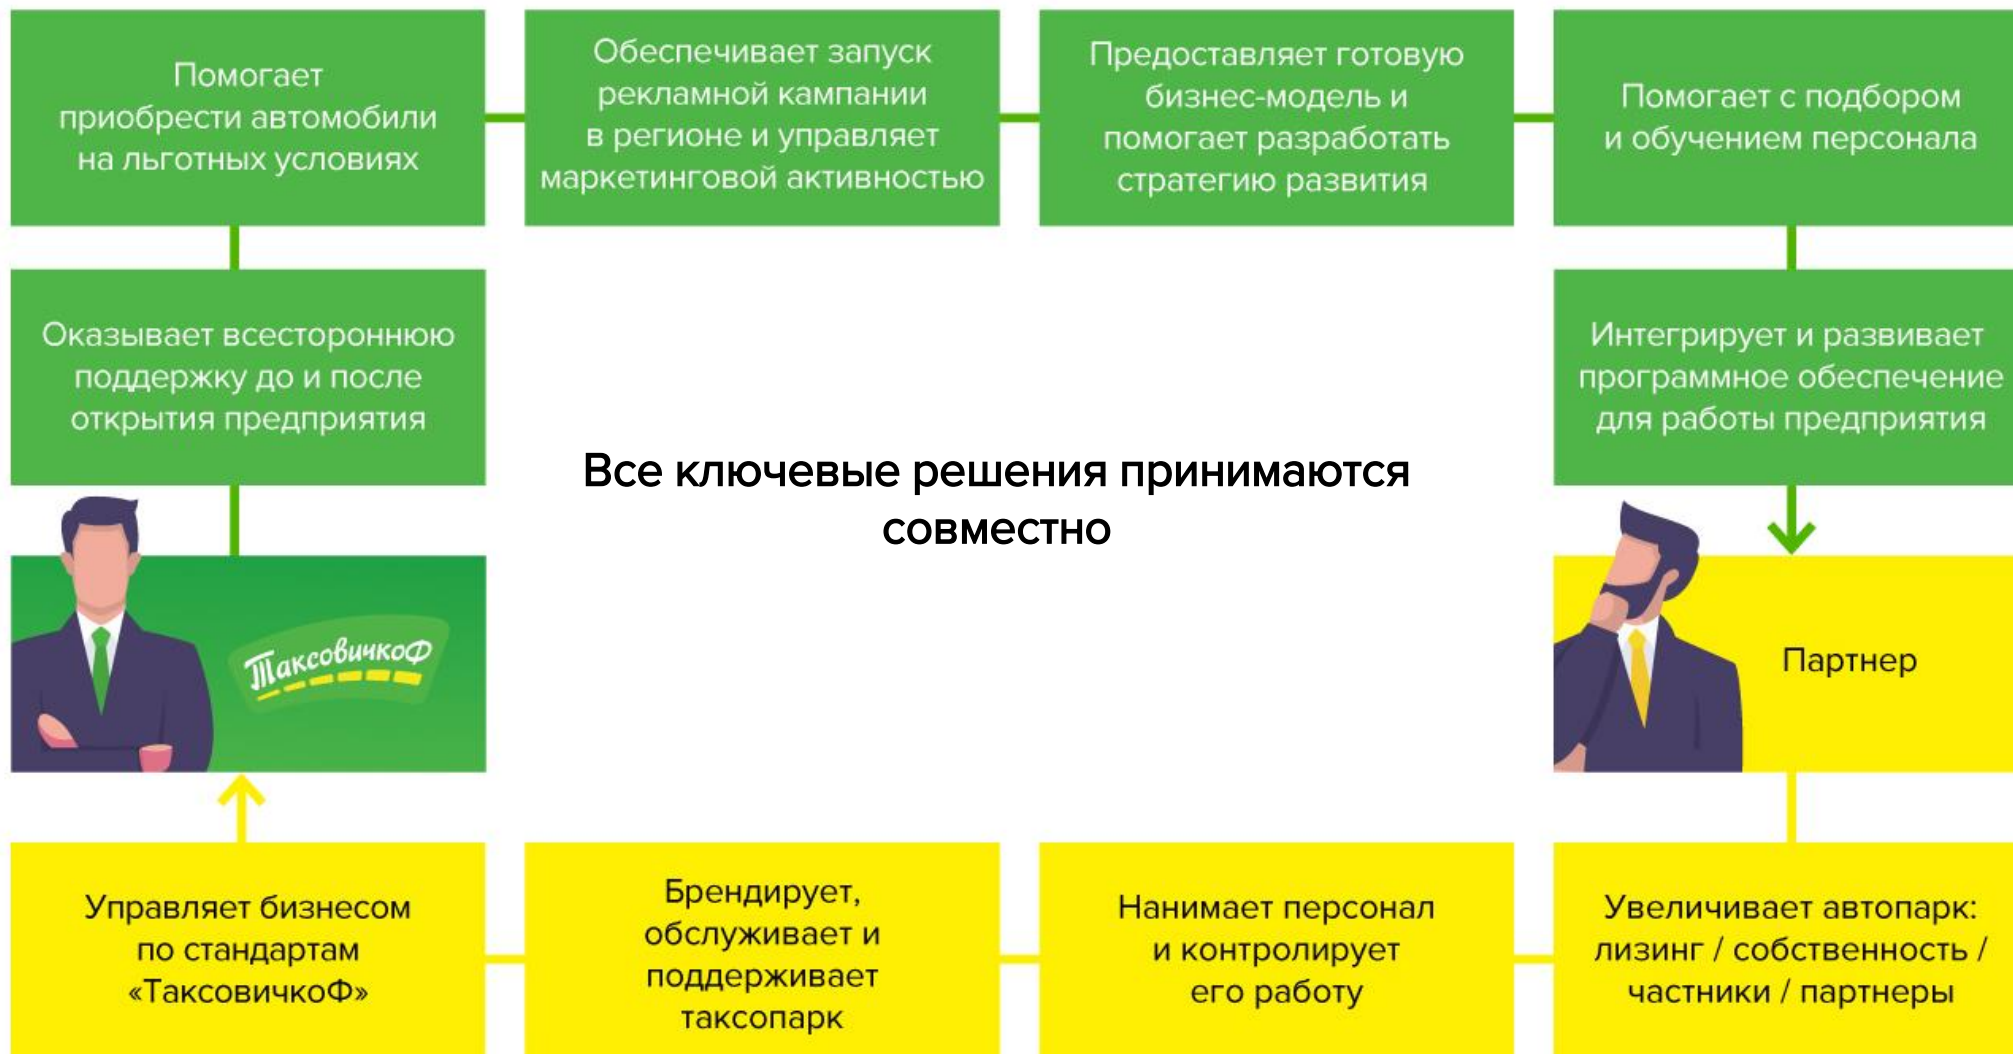 Помогает
приобрести автомобили
на льготных условиях
Обеспечивает запуск
рекламной кампании
в регионе и управляет
маркетинговой активностью
Предоставляет готовую
бизнес-модель и
помогает разработать
стратегию развития
Помогает с подбором
и обучением персонала
Оказывает всестороннюю
поддержку до и после
открытия предприятия
Интегрирует и развивает
программное обеспечение
для работы предприятия
Все ключевые решения принимаются
совместно
ТаксовичкоФ
Партнер
Управляет бизнесом
по стандартам
«ТаксовичкоФ»
Брендирует,
обслуживает и
поддерживает
таксопарк
Нанимает персонал
и контролирует
его работу
Увеличивает автопарк:
лизинг / собственность /
частники / партнеры